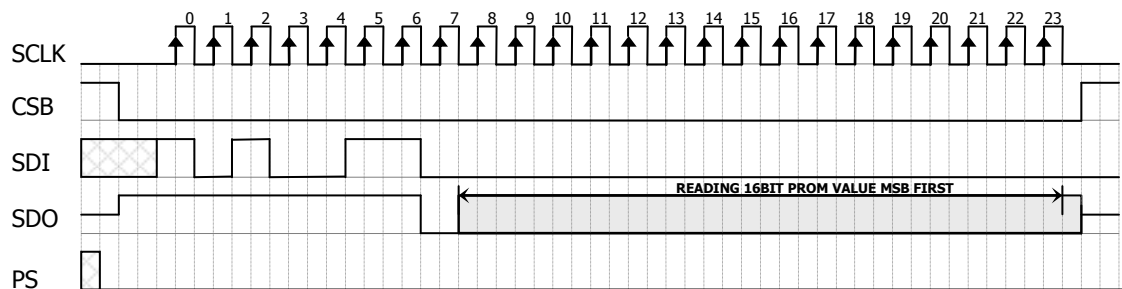 0 1 2 3 4 5 6 7 8 9 10 11 12 13 14 15 16 17 18 19 20 21 22 23
SCLK
CSB
SDI
READING 16BIT PROM VALUE MSB FIRST
SDO
PS